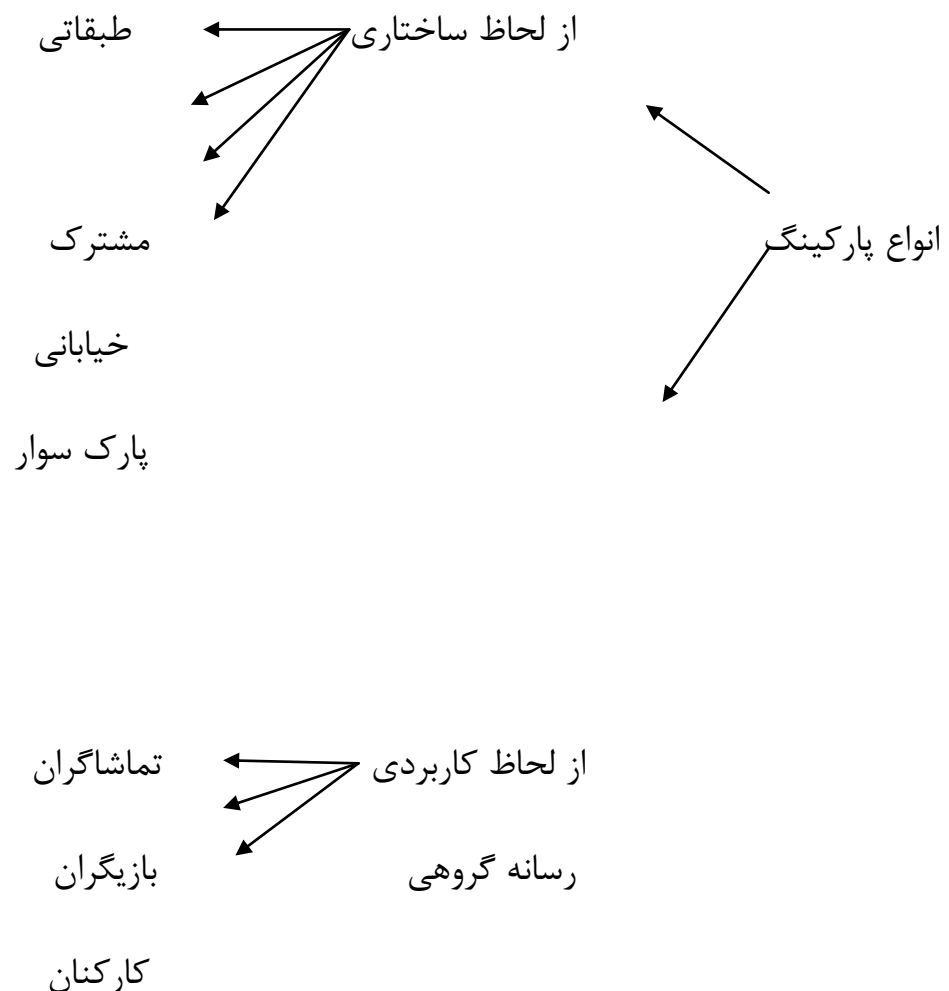 از لحاظ ساختاری طبقاتی
انواع پارکینگ مشترک
خیابانی
پارک سوار
از لحاظ کاربردی تماشاگران
رسانه گروهی بازیگران
کارکنان